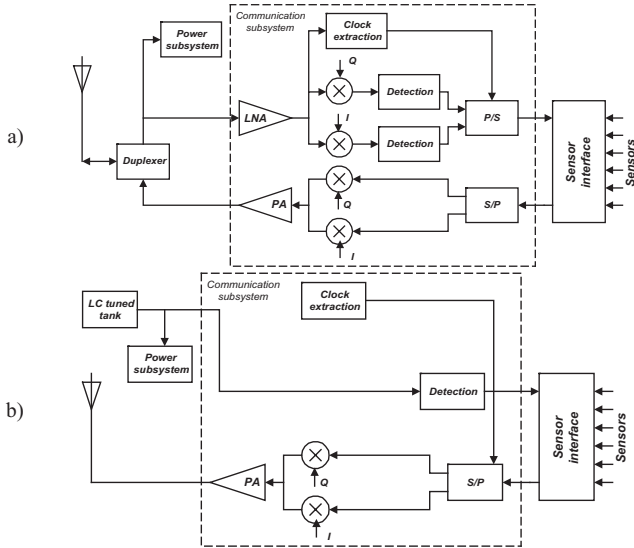 a)
Power
subsystem
Communication
subsystem
Clock
extraction
Q
Detection
LNA
I
Detection
P/S
Duplexer
Sensor
interface
Sensors
PA
Q
I
S/P
b)
LC tuned
tank
Power
subsystem
Communication
subsystem
Clock
extraction
Detection
Sensor
interface
Sensors
PA
Q
I
S/P